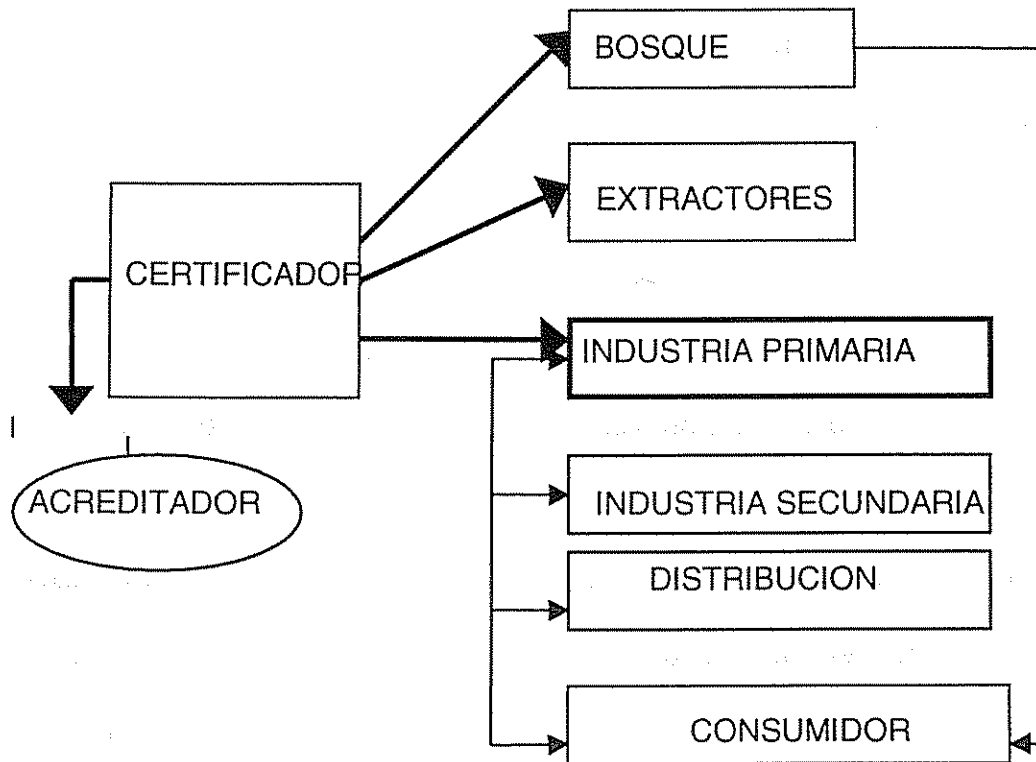 BOSQUE
EXTRACTORES
CERTIFICADOR
INDUSTRIA PRIMARIA
ACREDITADOR
INDUSTRIA SECUNDARIA
DISTRIBUCION
CONSUMIDOR